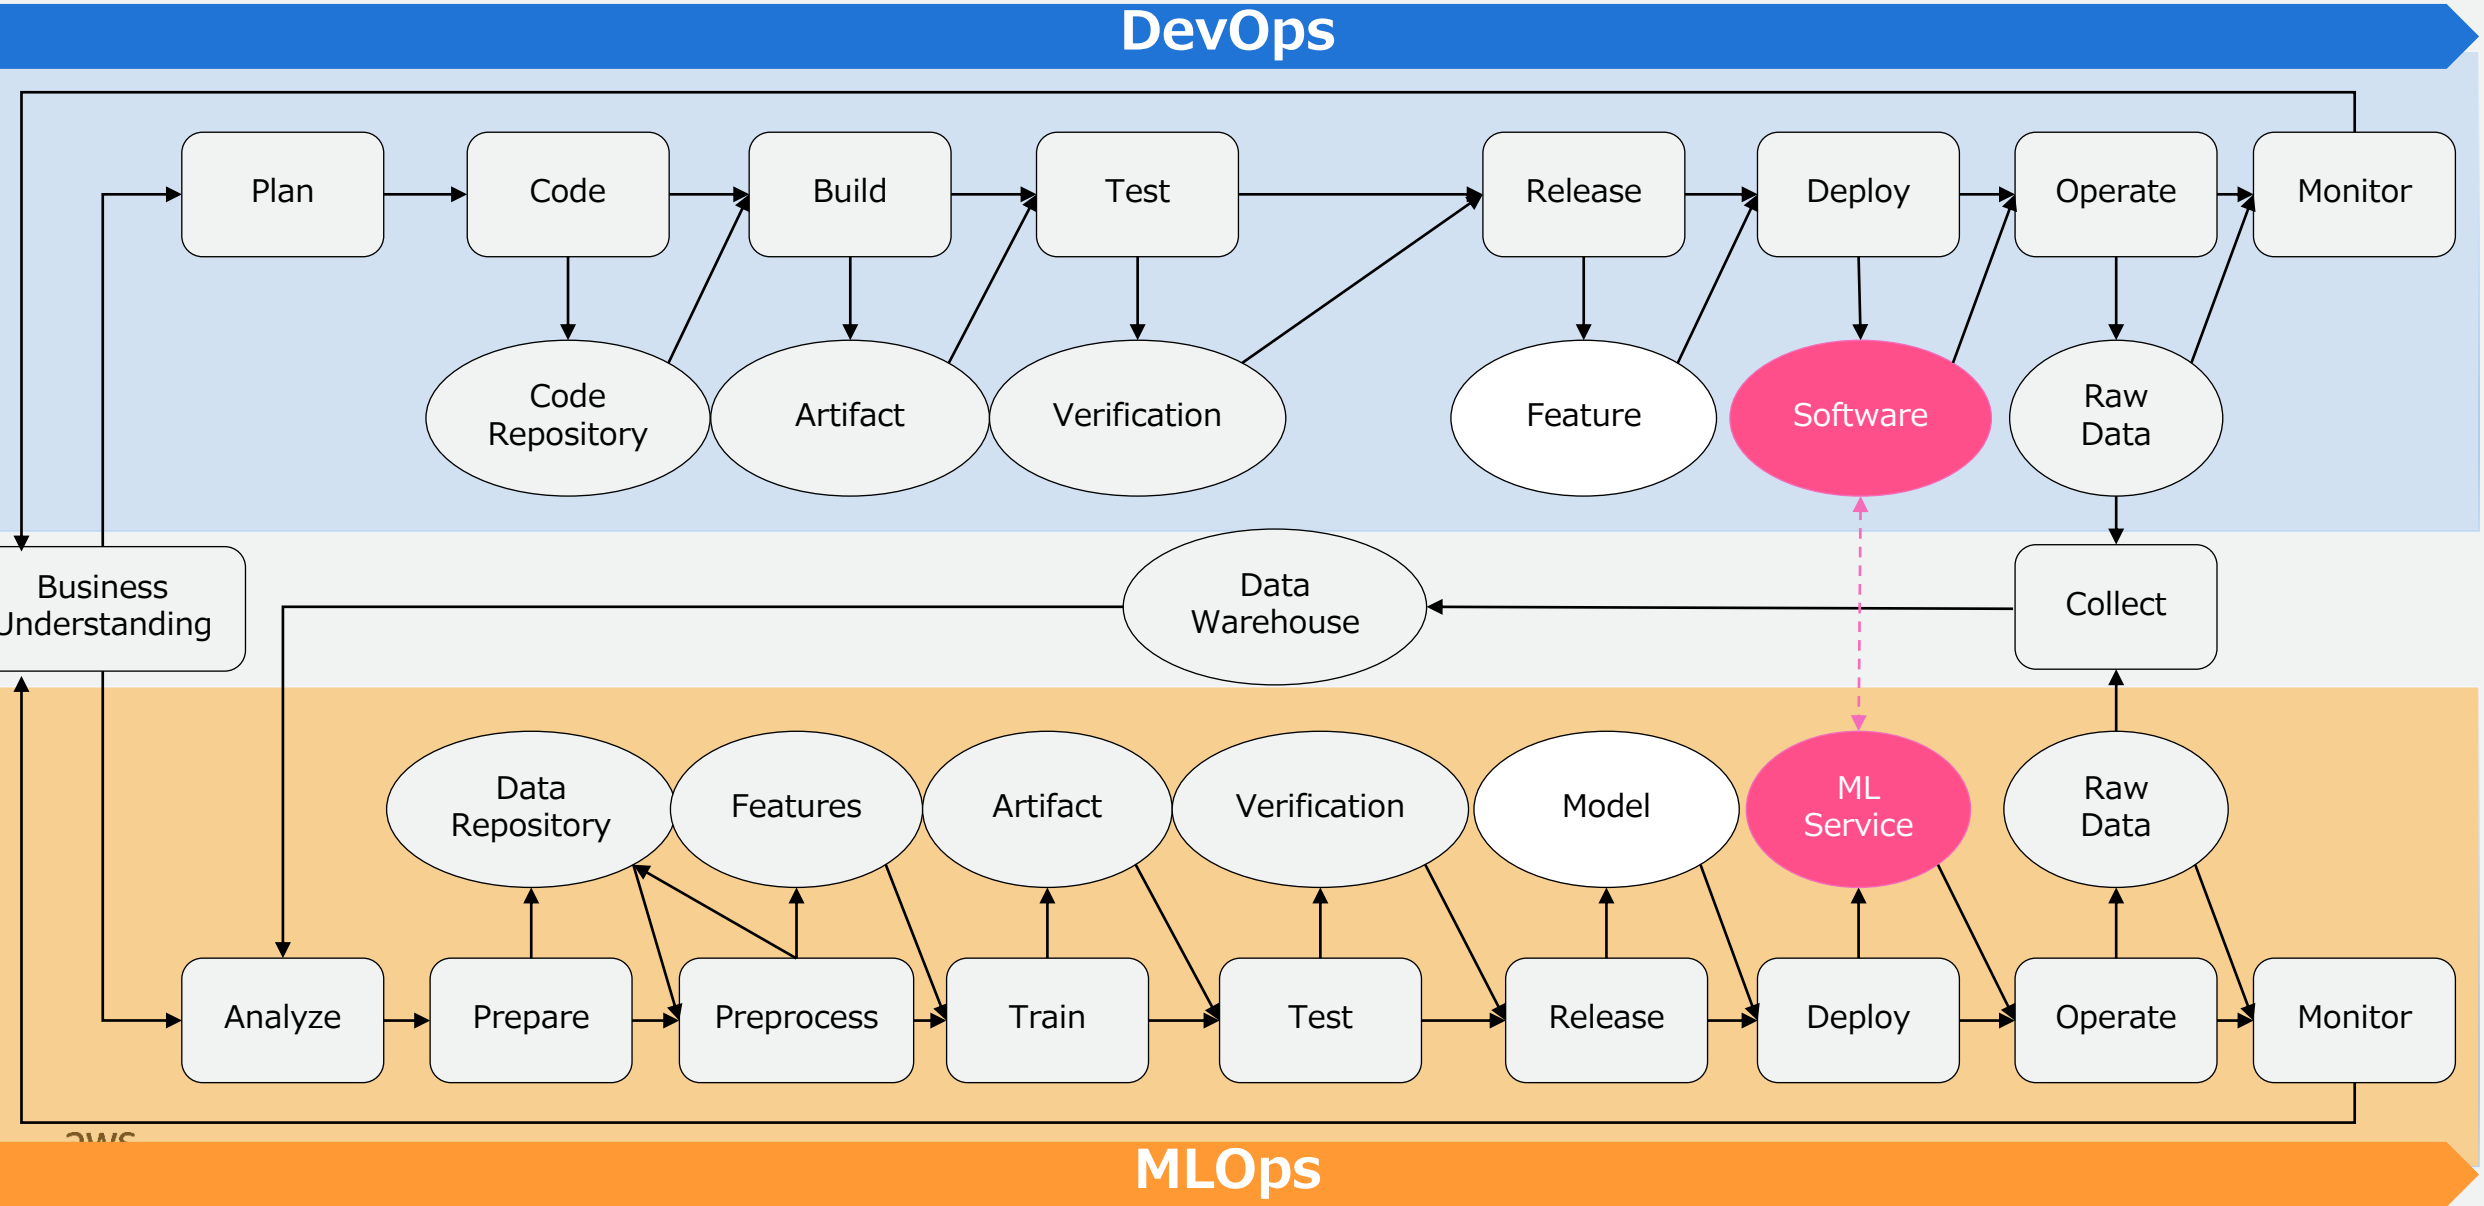 DevOps
Plan
Code
Build
Test
Release
Deploy
Operate
Monitor
Code
Repository
Artifact
Verification
Feature
Software
Raw
Data
Business
Understanding
Data
Warehouse
Collect
Data
Repository
Features
Artifact
Verification
Model
ML
Service
Raw
Data
Analyze
Prepare
Preprocess
Train
Test
Release
Deploy
Operate
Monitor
aws
MLOps